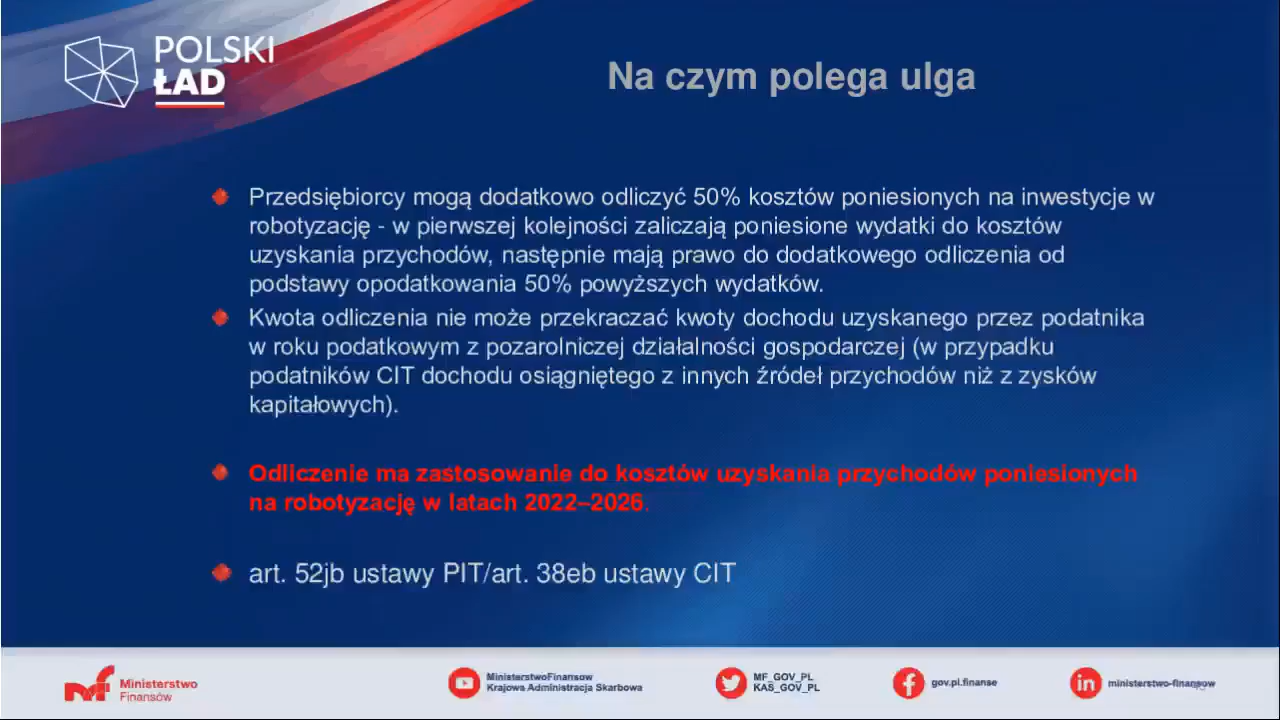 POLSKI
ŁAD
Na czym polega ulga
Przedsiębiorcy mogą dodatkowo odliczyć 50% kosztów poniesionych na inwestycje w
robotyzację - w pierwszej kolejności zaliczają poniesione wydatki do kosztów
uzyskania przychodów, następnie mają prawo do dodatkowego odliczenia od
podstawy opodatkowania 50% powyższych wydatków.
Kwota odliczenia nie może przekraczać kwoty dochodu uzyskanego przez podatnika
w roku podatkowym z pozarolniczej działalności gospodarczej (w przypadku
podatników CIT dochodu osiągniętego z innych źródeł przychodów niż z zysków
kapitałowych).
Odliczenie ma zastosowanie do kosztów uzyskania przychodów poniesionych
na robotyzację w latach 2022–2026.
art. 52jb ustawy PIT/art. 38eb ustawy CIT
Ministerstwo
Finansów
MinisterstwoFinansow
Krajowa Administracja Skarbowa
MF_GOV_PL
KAS_GOV_PL
gov.pl.finanse
ministerstwo-finansow